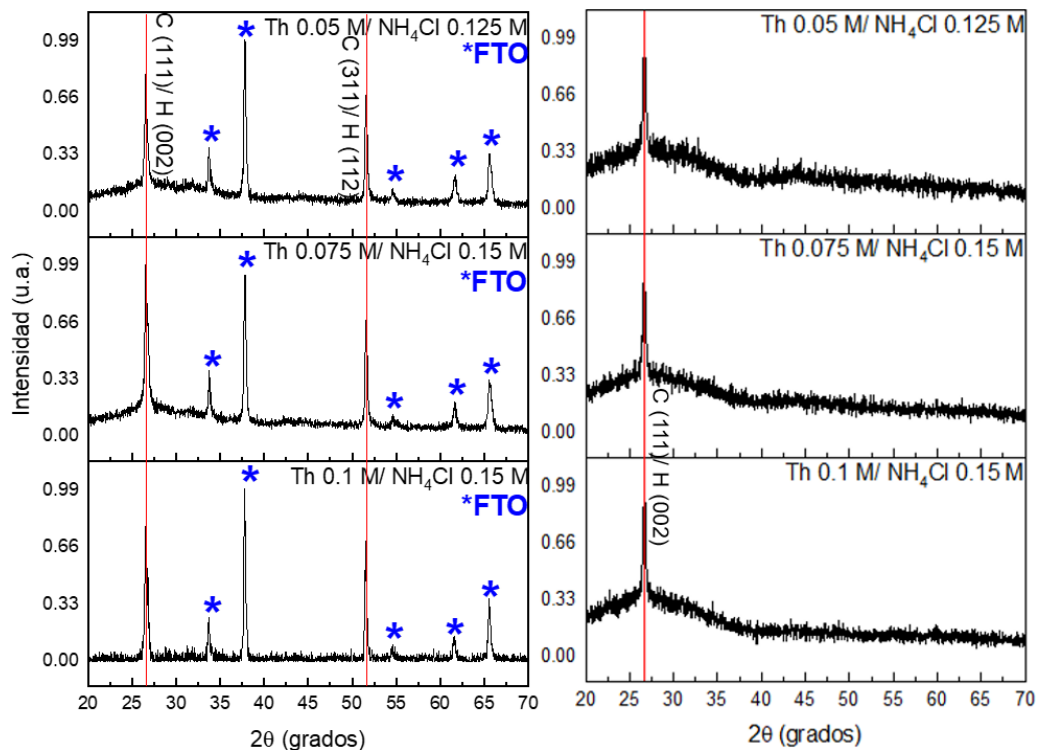 Intensidad (u.a.)
Th 0.05 M/ NH₄Cl 0.125 M
*FTO
C (111)/ H (002)
C (311)/ H (112)
* * * * * *
0.99
0.66
0.33
0.00
Th 0.075 M/ NH₄Cl 0.15 M
*FTO
* * * * * *
0.99
0.66
0.33
0.00
Th 0.1 M/ NH₄Cl 0.15 M
*FTO
* * * * * *
0.99
0.66
0.33
0.00
20 25 30 35 40 45 50 55 60 65 70
2θ (grados)
Th 0.05 M/ NH₄Cl 0.125 M
0.99
0.66
0.33
0.00
Th 0.075 M/ NH₄Cl 0.15 M
0.99
0.66
0.33
0.00
C (111)/ H (002)
Th 0.1 M/ NH₄Cl 0.15 M
0.99
0.66
0.33
0.00
20 25 30 35 40 45 50 55 60 65 70
2θ (grados)